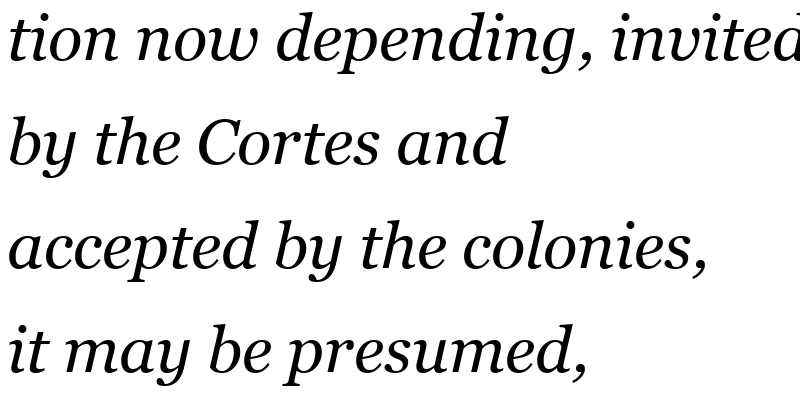 tion now depending, invited
by the Cortes and
accepted by the colonies,
it may be presumed,